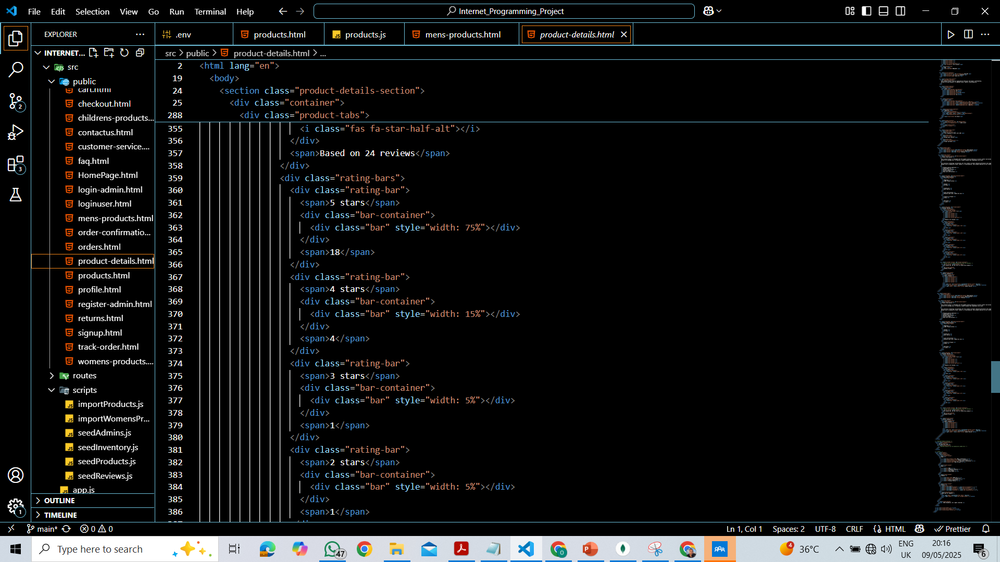 File Edit Selection View Go Run Terminal Help
Internet_Programming_Project
EXPLORER
.env
products.html
products.js
mens-products.html
product-details.html
INTERNET...
src > public > product-details.html > ...
src
public
cart.html
checkout.html
childrens-products...
contactus.html
customer-service....
faq.html
HomePage.html
login-admin.html
loginuser.html
mens-products.html
order-confirmatio...
orders.html
product-details.html
products.html
profile.html
register-admin.html
returns.html
signup.html
track-order.html
womens-products....
routes
scripts
importProducts.js
importWomensPr...
seedAdmins.js
seedInventory.js
seedProducts.js
seedReviews.js
app.js
OUTLINE
TIMELINE
2
3
1
2 <html lang="en">
19 <body>
24 <section class="product-details-section">
25 <div class="container">
288 <div class="product-tabs">
355 <i class="fas fa-star-half-alt"></i>
356 </div>
357 <span>Based on 24 reviews</span>
358 </div>
359 <div class="rating-bars">
360 <div class="rating-bar">
361 <span>5 stars</span>
362 <div class="bar-container">
363 <div class="bar" style="width: 75%"></div>
364 </div>
365 <span>18</span>
366 </div>
367 <div class="rating-bar">
368 <span>4 stars</span>
369 <div class="bar-container">
370 <div class="bar" style="width: 15%"></div>
371 </div>
372 <span>4</span>
373 </div>
374 <div class="rating-bar">
375 <span>3 stars</span>
376 <div class="bar-container">
377 <div class="bar" style="width: 5%"></div>
378 </div>
379 <span>1</span>
380 </div>
381 <div class="rating-bar">
382 <span>2 stars</span>
383 <div class="bar-container">
384 <div class="bar" style="width: 5%"></div>
385 </div>
386 <span>1</span>
main* 0 0
Ln 1, Col 1 Spaces: 2 UTF-8 CRLF HTML Prettier
Type here to search
47
4
36°C
ENG
UK
20:16
09/05/2025
6